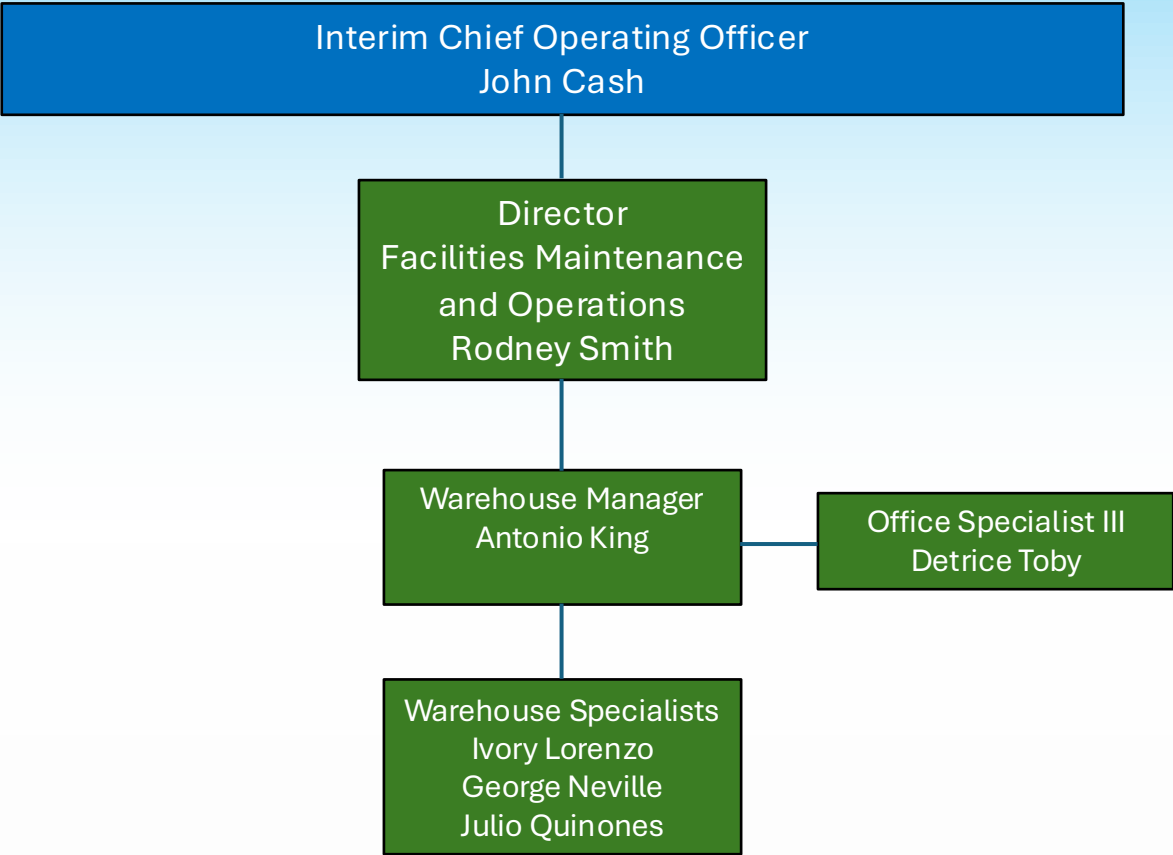 Interim Chief Operating Officer
John Cash
Director
Facilities Maintenance
and Operations
Rodney Smith
Warehouse Manager
Antonio King
Office Specialist III
Detrice Toby
Warehouse Specialists
Ivory Lorenzo
George Neville
Julio Quinones